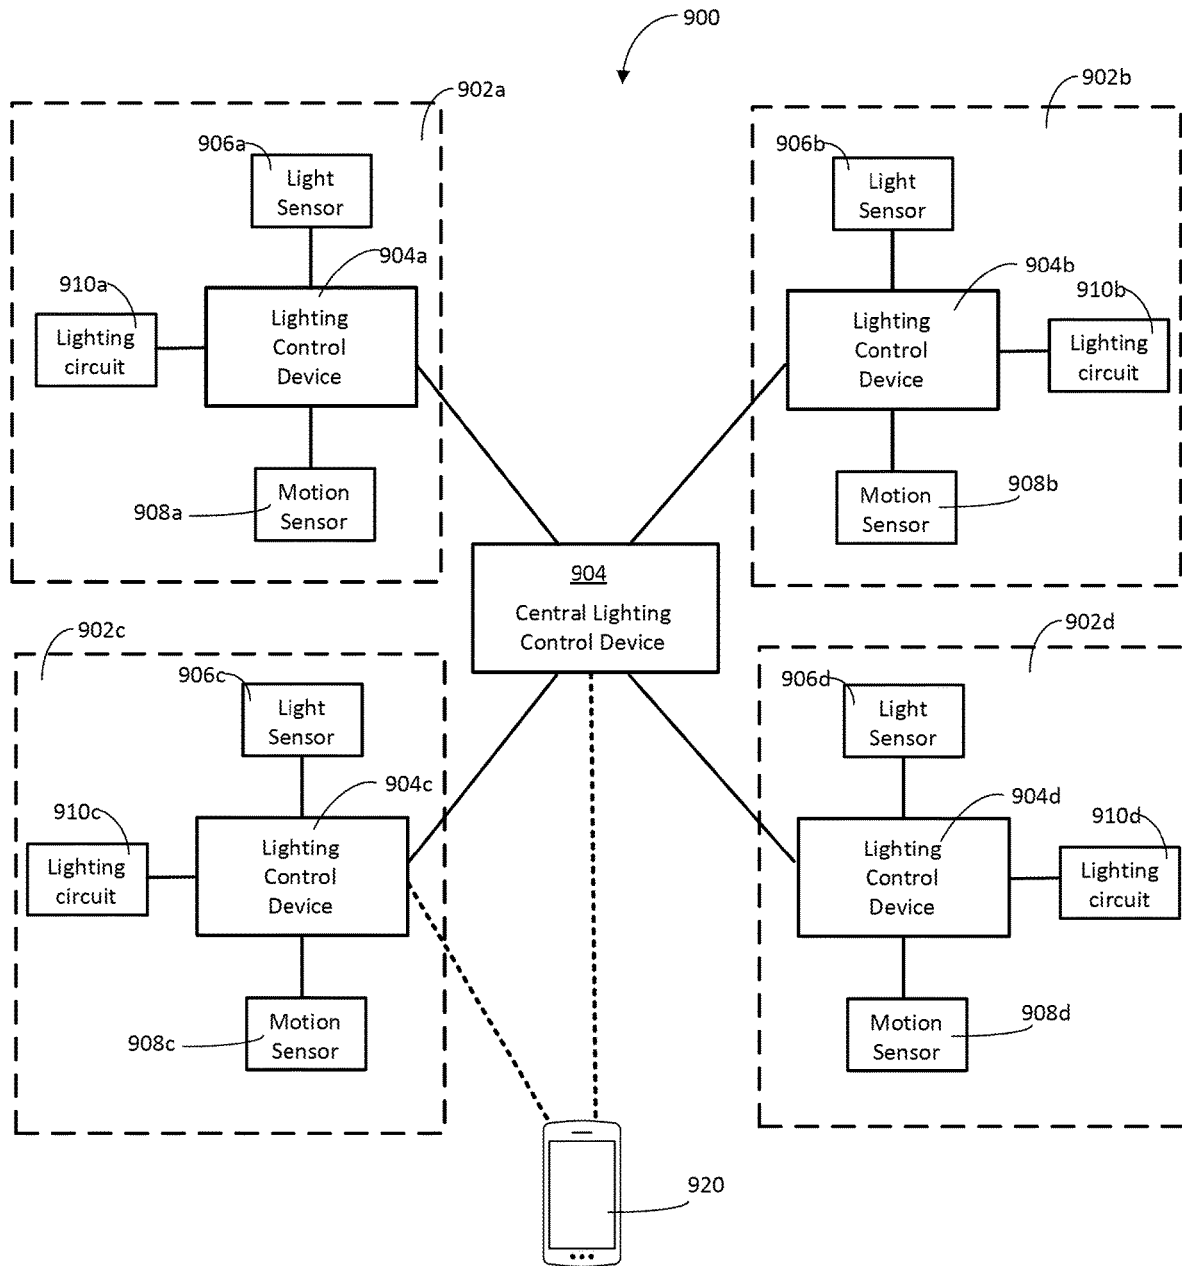 900
902a
902b
906a
Light
Sensor
904a
910a
Lighting
Control
Device
Lighting
circuit
Motion
Sensor
908a
906b
Light
Sensor
904b
910b
Lighting
Control
Device
Lighting
circuit
Motion
Sensor
908b
904
Central Lighting
Control Device
902c
906c
Light
Sensor
904c
910c
Lighting
Control
Device
Lighting
circuit
Motion
Sensor
908c
902d
906d
Light
Sensor
904d
910d
Lighting
Control
Device
Lighting
circuit
Motion
Sensor
908d
920